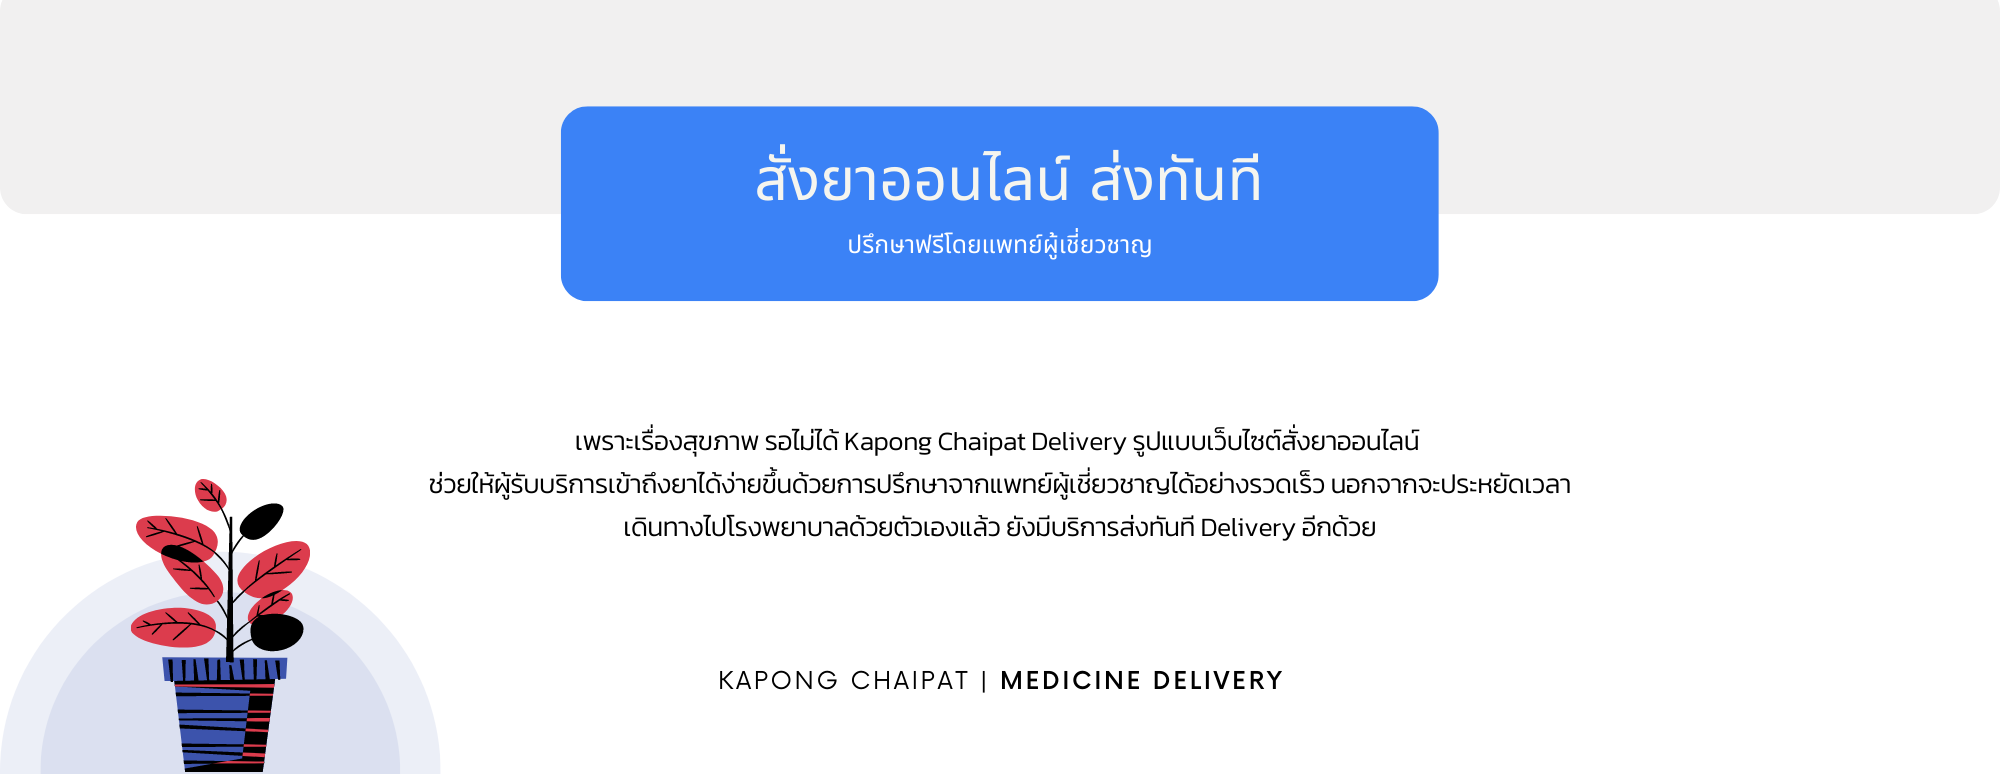 สั่งยาออนไลน์ ส่งทันที
ปรึกษาฟรีโดยแพทย์ผู้เชี่ยวชาญ
เพราะเรื่องสุขภาพ รอไม่ได้ Kapong Chaipat Delivery รูปแบบเว็บไซต์สั่งยาออนไลน์
ช่วยให้ผู้รับบริการเข้าถึงยาได้ง่ายขึ้นด้วยการปรึกษาจากแพทย์ผู้เชี่ยวชาญได้อย่างรวดเร็ว นอกจากจะประหยัดเวลา
เดินทางไปโรงพยาบาลด้วยตัวเองแล้ว ยังมีบริการส่งทันที Delivery อีกด้วย
KAPONG CHAIPAT | MEDICINE DELIVERY